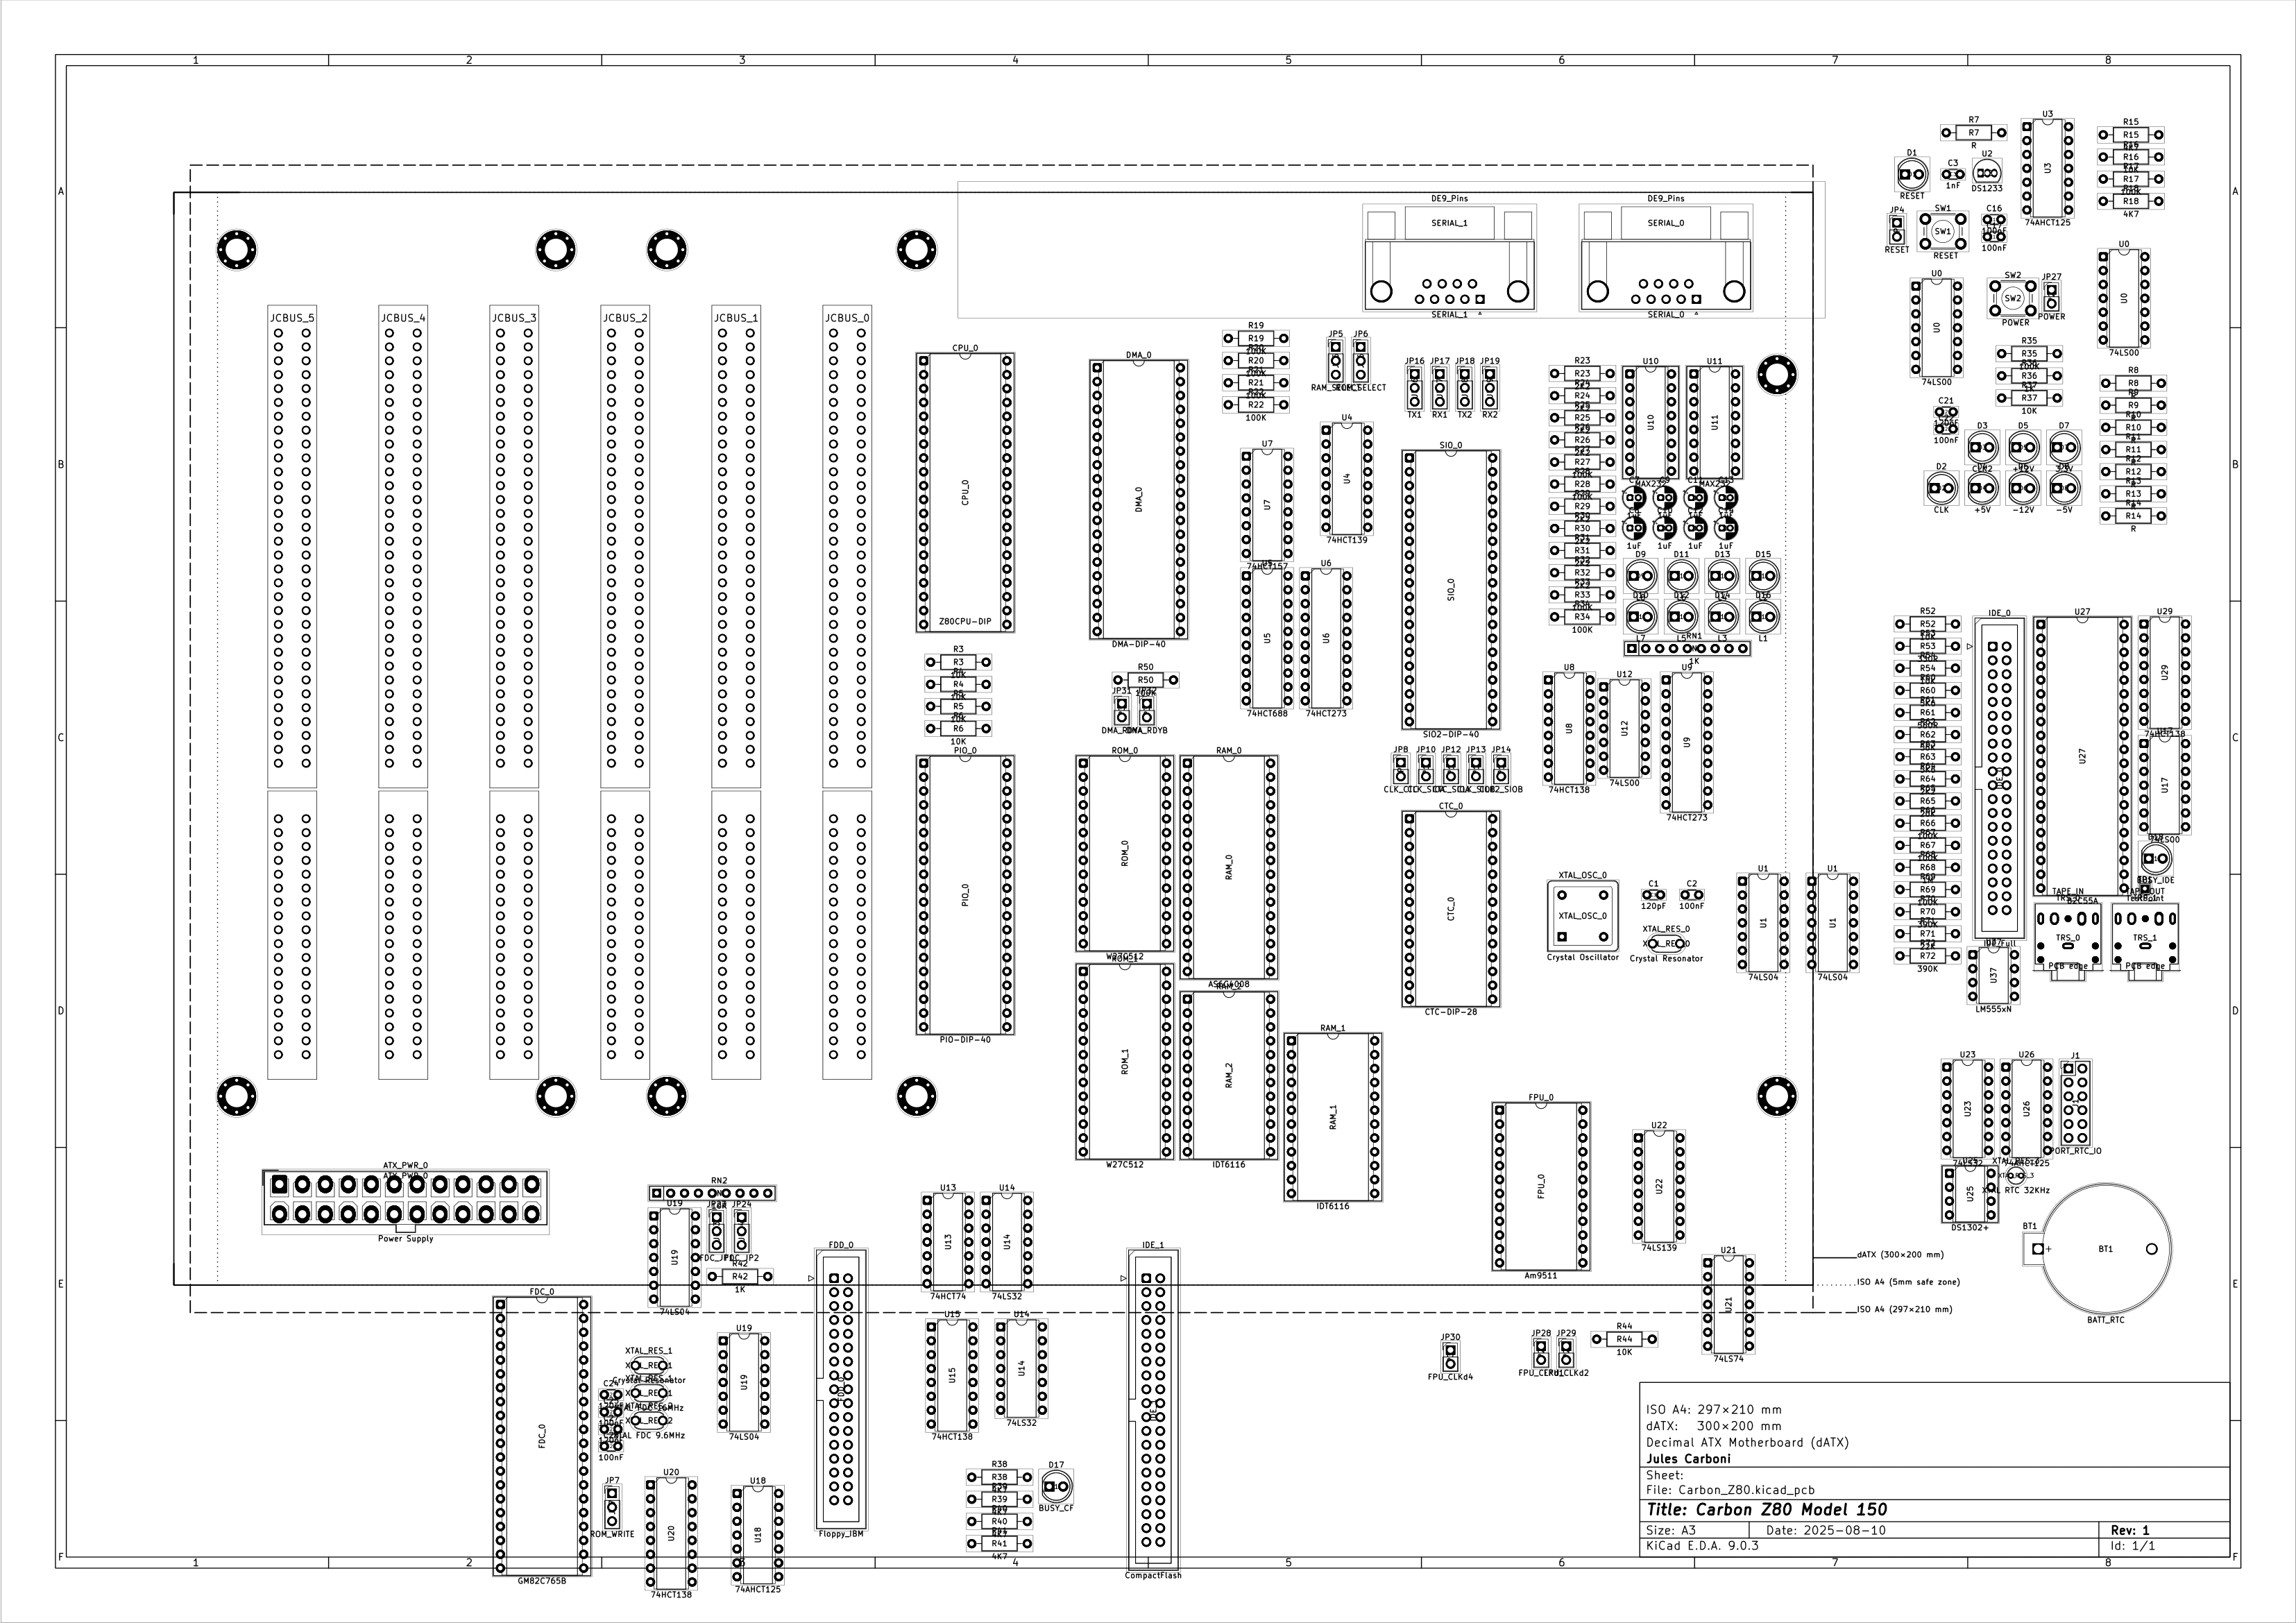 1 2 3 4 5 6 7 8
A A
B B
C C
D D
E E
F F
JCBUS_5 JCBUS_4 JCBUS_3 JCBUS_2 JCBUS_1 JCBUS_0
DE9_Pins DE9_Pins
SERIAL_1 SERIAL_0
SERIAL_1 SERIAL_0
R7
R7
R
D1
RESET
C3
1nF
U2
DS1233
U3
U3
74AHCT125
R15
R15
R16
R17
R18
4K7
JP4
RESET
SW1
SW1
RESET
C16
100nF
U0
U0
74LS00
SW2
SW2
POWER
JP27
POWER
U0
U0
74LS00
R35
R35
R36
R37
10K
C21
100nF
D3 D5 D7
D2
CLK
+5V
-12V
-5V
R8
R8
R9
R10
R11
R12
R13
R14
R
CPU_0
CPU_0
Z80CPU-DIP
DMA_0
DMA_0
DMA-DIP-40
R19
R19
R20
R21
R22
100K
JP5 JP6
JP16 JP17 JP18 JP19
TX1 RX1 TX2 RX2
U4
U4
74HCT139
U7
U7
74HCT157
U5
74HCT688
U6
U6
74HCT273
SIO_0
SIO_0
SIO2-DIP-40
R23
R23
R24
R25
R26
R27
R28
R29
R30
R31
R32
R33
R34
100K
U10 U11
U10 U11
1uF 1uF 1uF 1uF
D9 D11 D13 D15
L7 L5 L3 L1
RN1
1K
R3
R3
R4
R5
R6
10K
R50
R50
JP31 JP32
DMA_RDYB
PIO_0
PIO_0
PIO-DIP-40
ROM_0
ROM_0
W27C512
RAM_0
RAM_0
AS6C4008
ROM_1
W27C512
RAM_2
IDT6116
RAM_1
RAM_1
IDT6116
JP8 JP10 JP12 JP13 JP14
U8
U8
74HCT138
U12
U12
74LS00
U9
U9
74HCT273
CTC_0
CTC_0
CTC-DIP-28
XTAL_OSC_0
XTAL_OSC_0
Crystal Oscillator
C1
120pF
C2
100nF
XTAL_RES_0
Crystal Resonator
U1 U1
U1 U1
74LS04 74LS04
R52
R52
R53
R54
R60
R61
R62
R63
R64
R65
R66
R67
R68
R69
R70
R71
R72
390K
IDE_0
U27
U27
U29
U29
74HCT138
U17
74LS00
TAPE_IN
TRS_0 TRS_1
PCB edge PCB edge
U37
LM555xN
U23
U23
74LS32
U26
U26
74AHCT125
J1
PORT_RTC_IO
U25
DS1302+
XTAL RTC 32KHz
BT1
+
BT1
BATT_RTC
FPU_0
FPU_0
Am9511
U22
U22
74LS139
U21
U21
74LS74
dATX (300×200 mm)
ISO A4 (5mm safe zone)
ISO A4 (297×210 mm)
ATX_PWR_0
ATX_PWR_0
Power Supply
RN2
U19
U19
74LS04
JP24
R42
R42
1K
FDD_0
Floppy_IBM
U13
U13
74HCT74
U14
U14
74LS32
IDE_1
CompactFlash
FDC_0
FDC_0
GM82C765B
XTAL_RES_1
XTAL FDC 9.6MHz
C24
100nF
JP7
ROM_WRITE
U19
U19
74LS04
U20
U20
74HCT138
U18
U18
74AHCT125
U15
U15
74HCT138
U14
U14
74LS32
R38
R38
R39
R40
R41
4K7
D17
BUSY_CF
JP30
FPU_CLKd4
JP28 JP29
R44
R44
10K
ISO A4: 297×210 mm
dATX: 300×200 mm
Decimal ATX Motherboard (dATX)
Jules Carboni
Sheet:
File: Carbon_Z80.kicad_pcb
Title: Carbon Z80 Model 150
Size: A3 Date: 2025-08-10 Rev: 1
KiCad E.D.A. 9.0.3 Id: 1/1
1 2 3 4 5 6 7 8